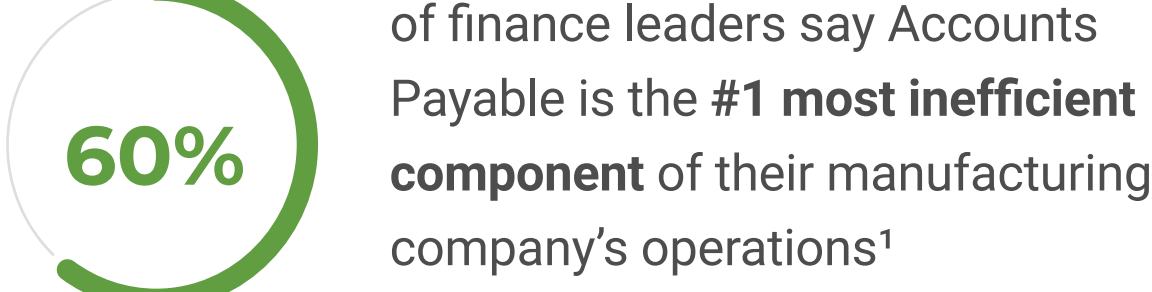 60%
of finance leaders say Accounts
Payable is the #1 most inefficient
component of their manufacturing
company’s operations¹